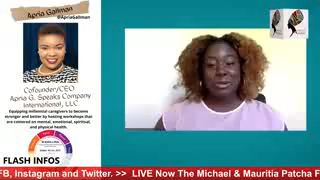 Apria Gallman
@ApriaGallman
Cofounder/CEO
Apria G. Speaks Company
International, LLC
Equipping millennial caregivers to become
stronger and better by hosting workshops that
are centered on mental, emotional, spiritual,
and physical health.
FLASH INFOS
FB, Instagram and Twitter. >> LIVE Now The Michael & Mauritia Patcha F